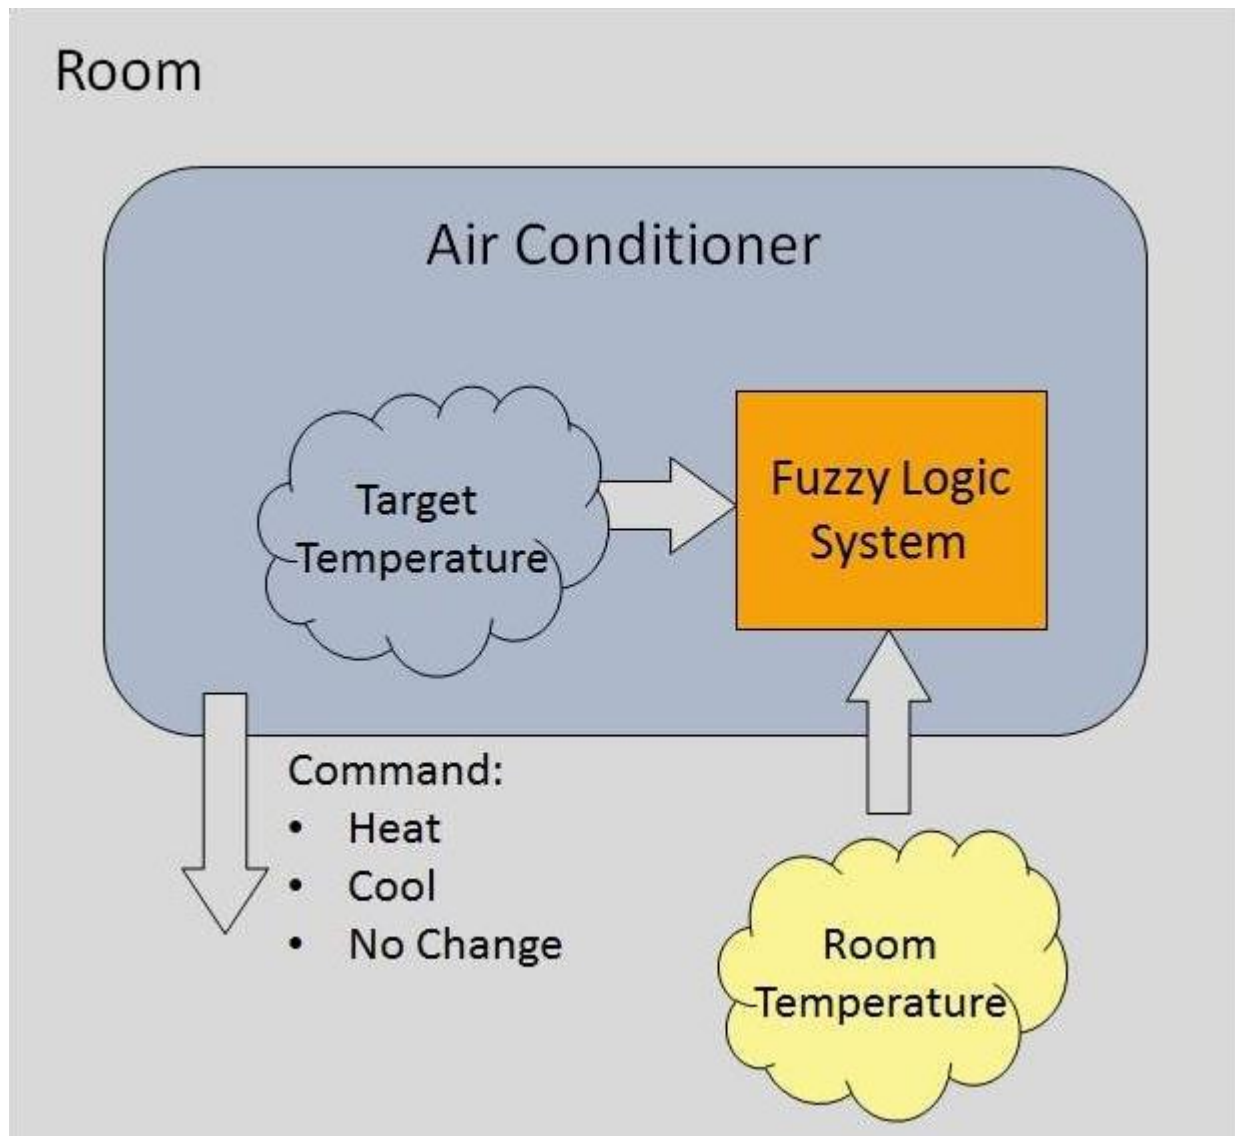 Room
Air Conditioner
Target
Temperature
Fuzzy Logic
System
Command:
• Heat
• Cool
• No Change
Room
Temperature